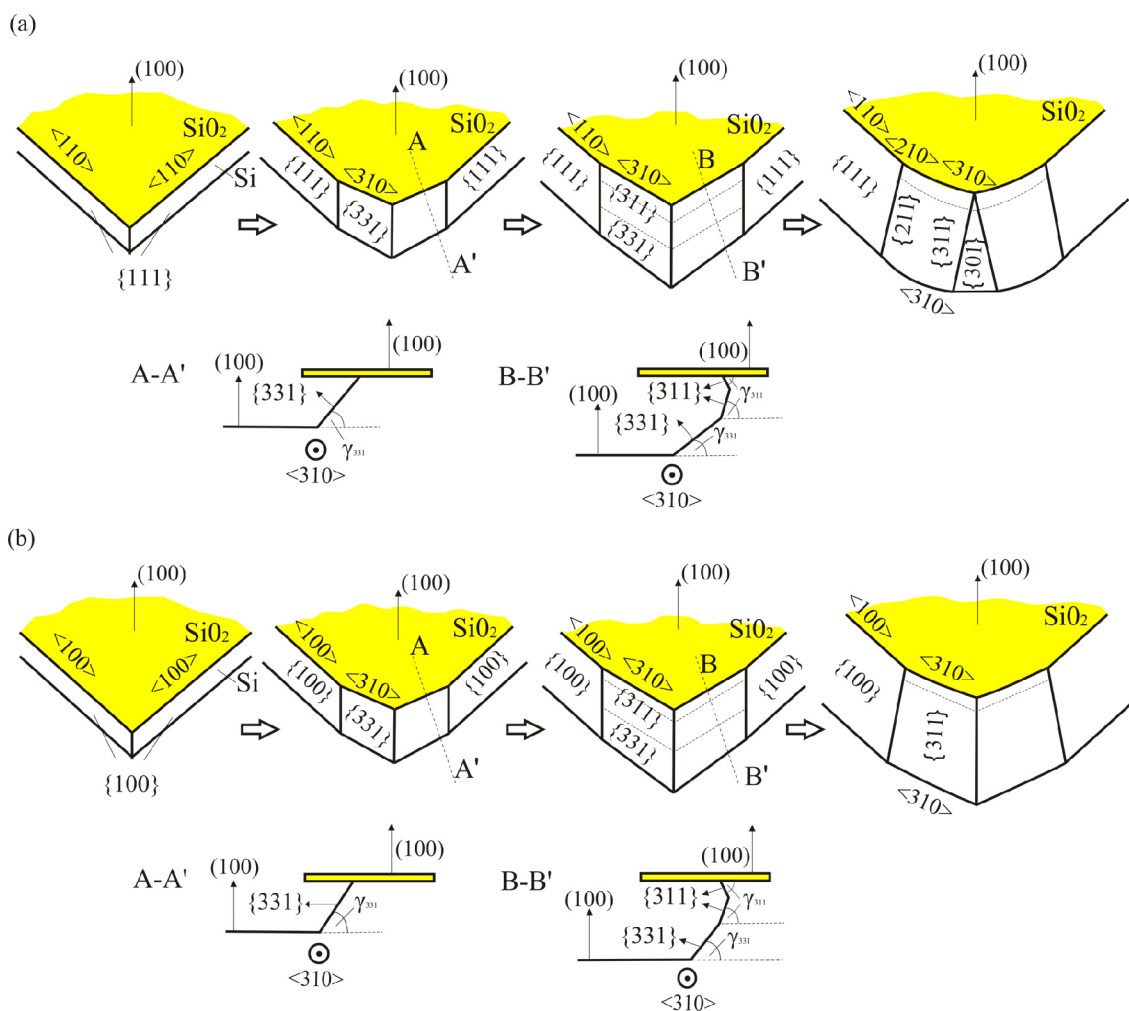 (a)
(100) (100) (100) (100)
SiO₂ SiO₂ SiO₂
<110> <110> Si <110> <310> A <110> <310> B <110> <210> <310>
{111} {111} {331} {111} {111} {311} {331} {111} {111} {211} {311} {301}
A' B' <310>
A-A' (100) (100) {331} γ₃₃₁ <310>
B-B' (100) (100) {311} γ₃₁₁ {331} γ₃₃₁ <310>
(b)
(100) (100) (100) (100)
SiO₂ SiO₂ SiO₂
<100> <100> Si <100> <310> A <100> <310> B <100> <310>
{100} {100} {331} {100} {100} {311} {331} {100} {100} {311}
A' B' <310>
A-A' (100) (100) {331} γ₃₃₁ <310>
B-B' (100) (100) {311} γ₃₁₁ {331} γ₃₃₁ <310>